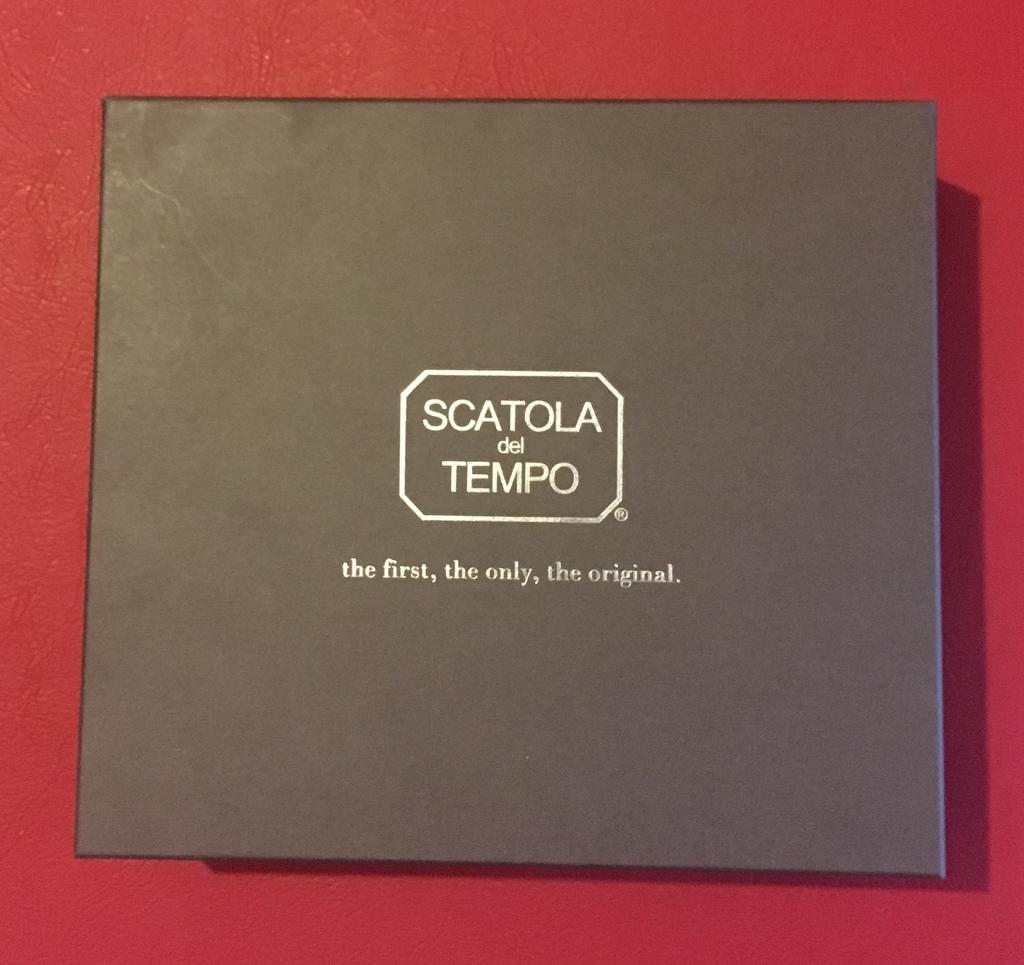 SCATOLA
del
TEMPO
®
the first, the only, the original.